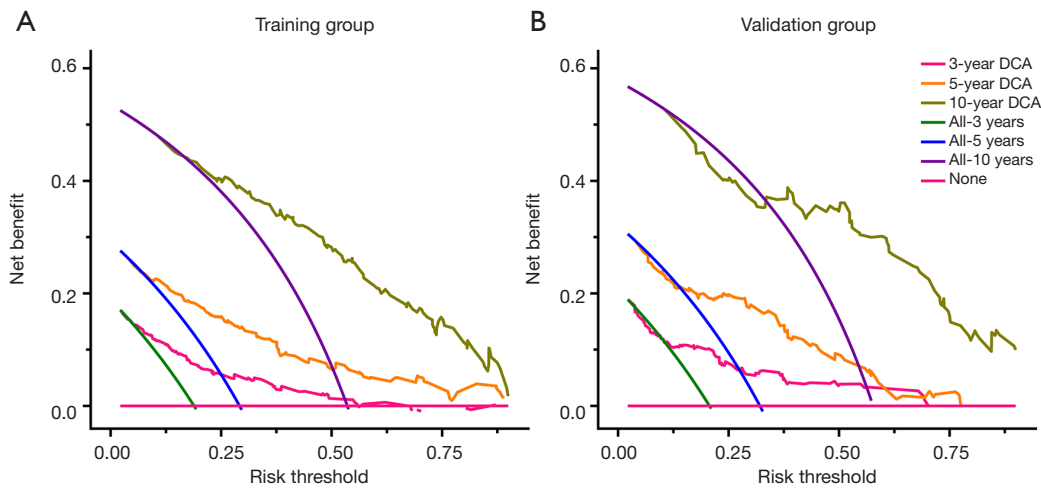 A
Training group
Net benefit
0.6
0.4
0.2
0.0
0.00
0.25
0.50
0.75
Risk threshold
B
Validation group
Net benefit
0.6
0.4
0.2
0.0
0.00
0.25
0.50
0.75
Risk threshold
3-year DCA
5-year DCA
10-year DCA
All-3 years
All-5 years
All-10 years
None